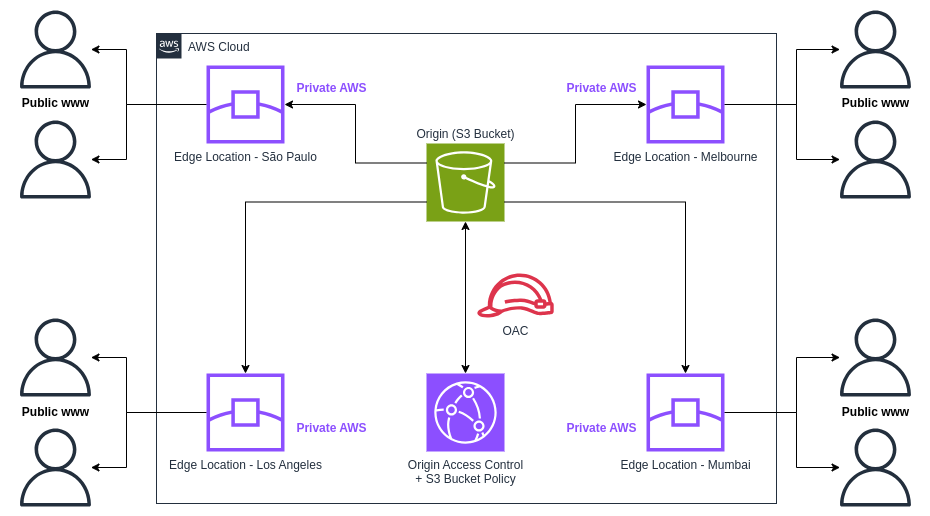 aws
AWS Cloud
Public www
Private AWS
Private AWS
Public www
Origin (S3 Bucket)
Edge Location - São Paulo
Edge Location - Melbourne
OAC
Public www
Private AWS
Private AWS
Public www
Edge Location - Los Angeles
Origin Access Control
+ S3 Bucket Policy
Edge Location - Mumbai